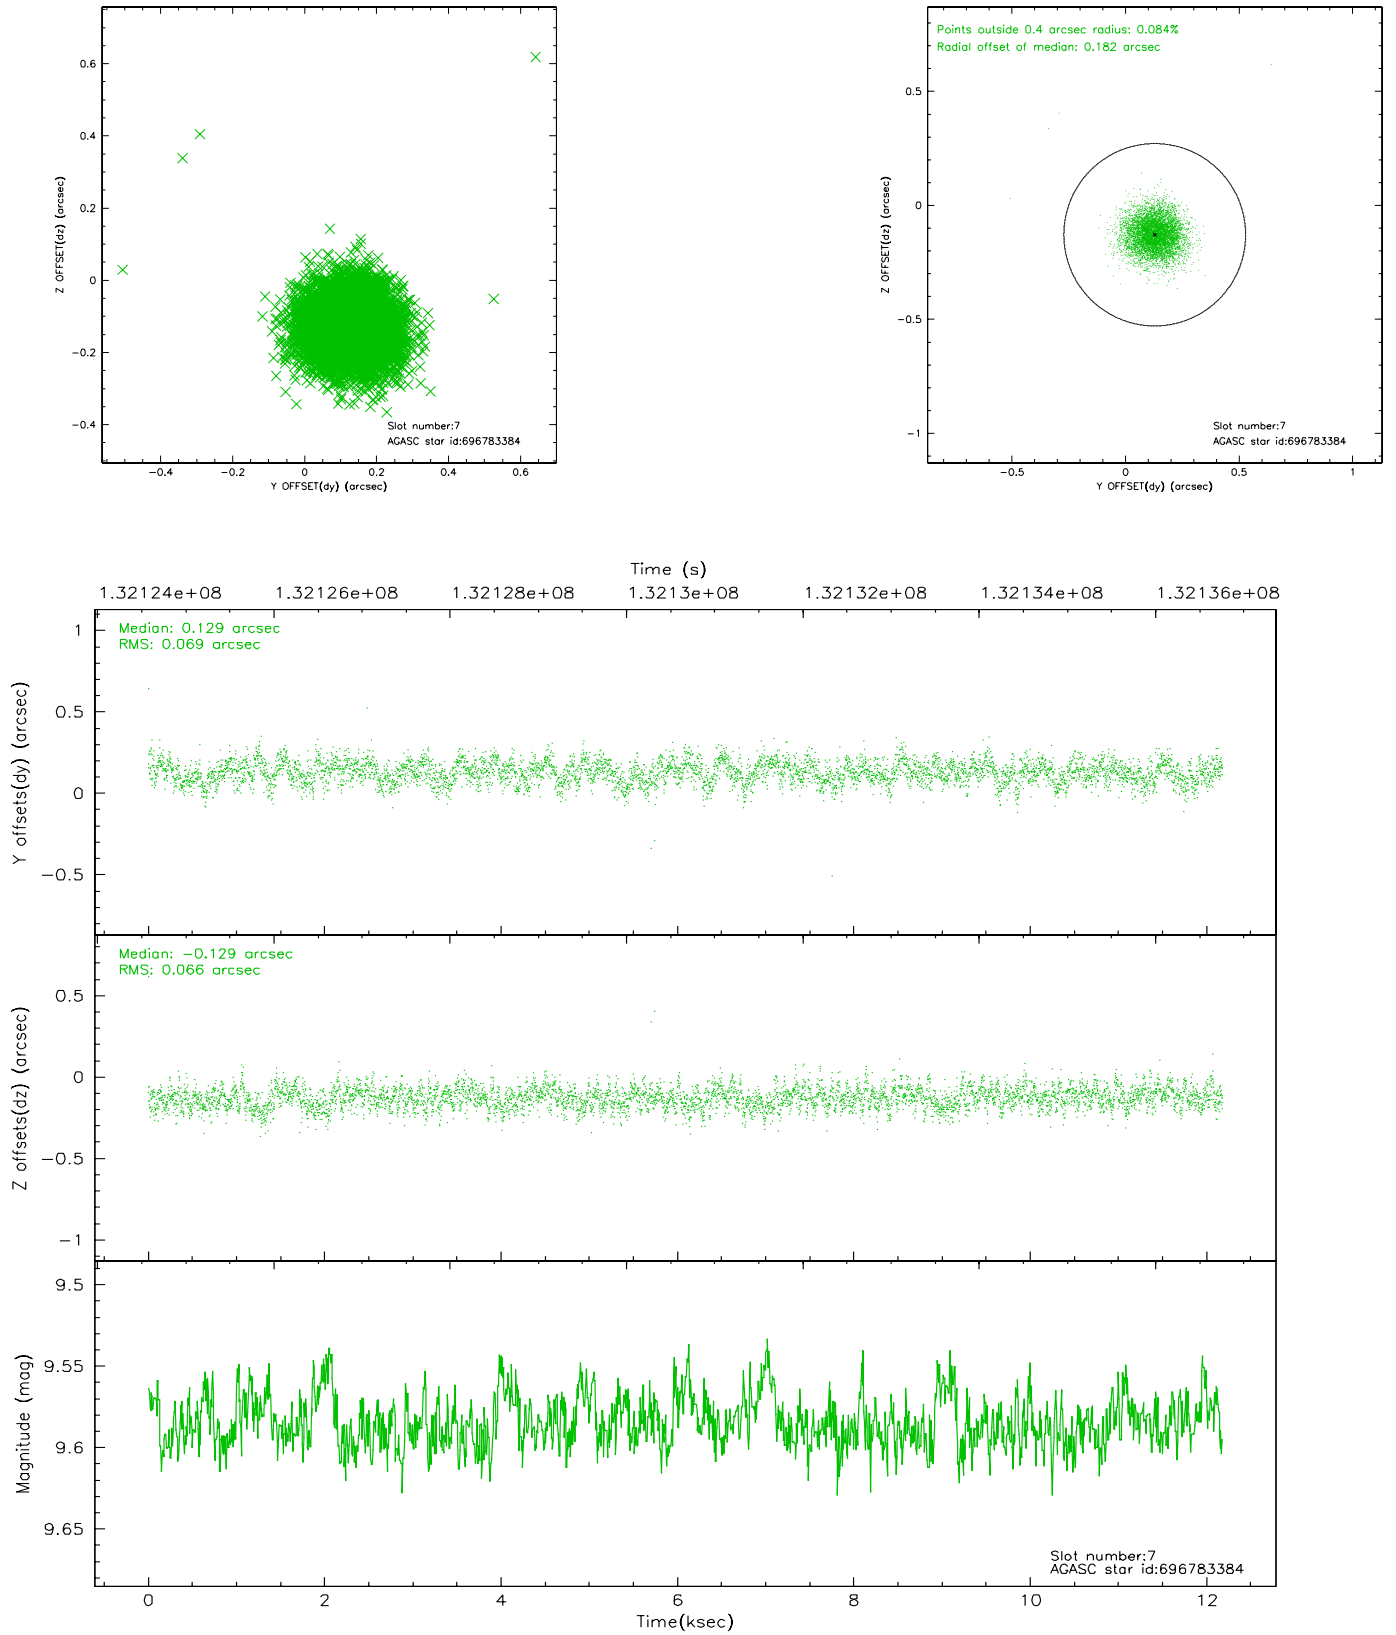 0.6
0.4
0.2
0
−0.2
−0.4
Z OFFSET(dz) (arcsec)
Slot number:7
AGASC star id:696783384
−0.4 −0.2 0 0.2 0.4 0.6
Y OFFSET(dy) (arcsec)
Points outside 0.4 arcsec radius: 0.084%
Radial offset of median: 0.182 arcsec
0.5
0
−0.5
−1
Z OFFSET(dz) (arcsec)
Slot number:7
AGASC star id:696783384
−0.5 0 0.5 1
Y OFFSET(dy) (arcsec)
Time (s)
1.32124e+08 1.32126e+08 1.32128e+08 1.3213e+08 1.32132e+08 1.32134e+08 1.32136e+08
Median: 0.129 arcsec
RMS: 0.069 arcsec
1
0.5
0
−0.5
Y offsets(dy) (arcsec)
Median: −0.129 arcsec
RMS: 0.066 arcsec
0.5
0
−0.5
−1
Z offsets(dz) (arcsec)
9.5
9.55
9.6
9.65
Magnitude (mag)
Slot number:7
AGASC star id:696783384
0 2 4 6 8 10 12
Time(ksec)